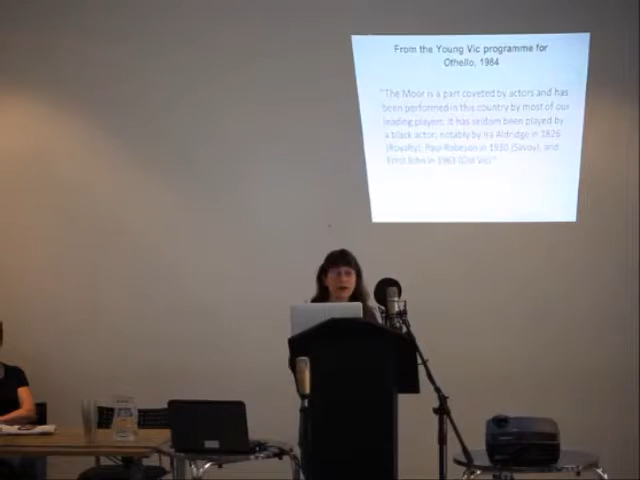 From the Young Vic programme for
Othello, 1984
"The Moor is a part coveted by actors and has
been performed in this country by most of our
leading players. It has seldom been played by
a black actor; notably by Ira Aldridge in 1826
(Royalty), Paul Robeson in 1930 (Savoy), and
Errol John in 1963 (Old Vic)"